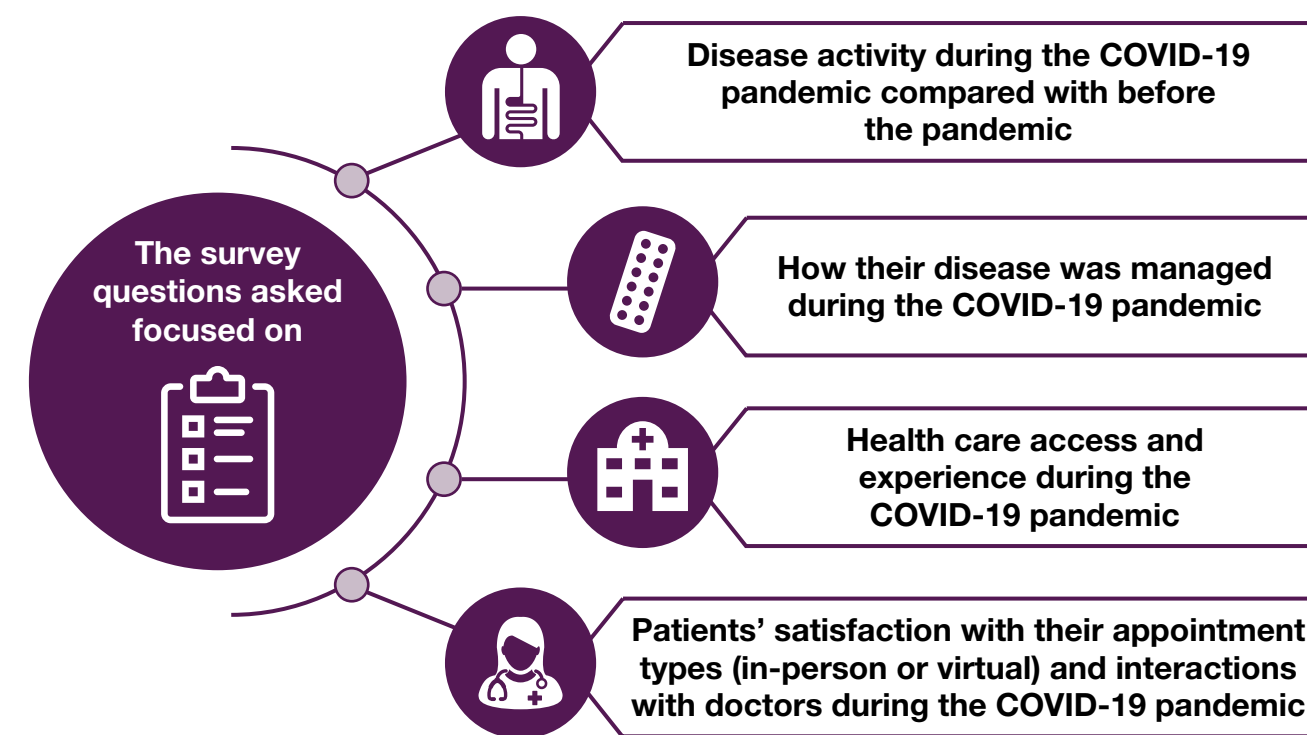 The survey
questions asked
focused on
Disease activity during the COVID-19
pandemic compared with before
the pandemic
How their disease was managed
during the COVID-19 pandemic
Health care access and
experience during the
COVID-19 pandemic
Patients’ satisfaction with their appointment
types (in-person or virtual) and interactions
with doctors during the COVID-19 pandemic